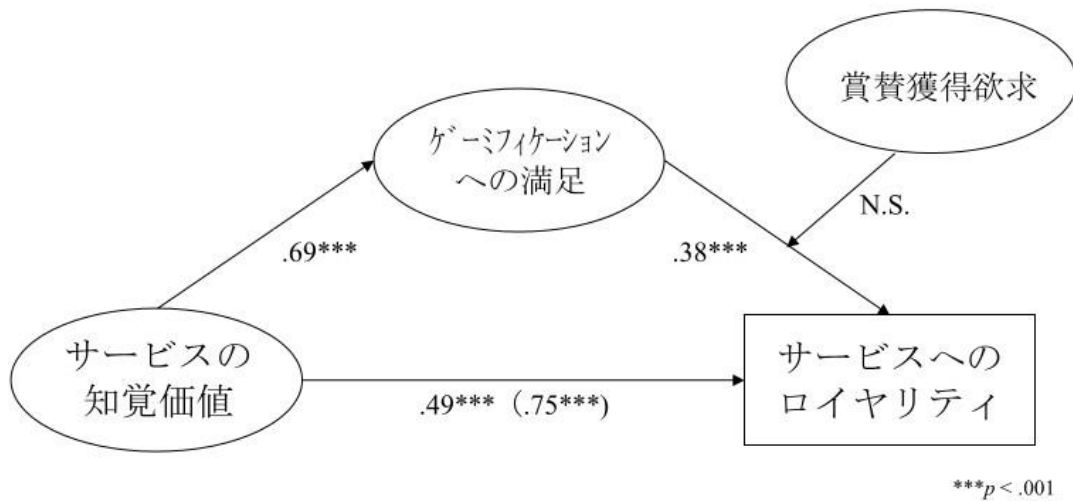 賞賛獲得欲求
ｹﾞｰﾐﾌｨｹｰｼｮﾝ
への満足
N.S.
.69***
.38***
サービスの
知覚価値
サービスへの
ロイヤリティ
.49***（.75***)
***p < .001